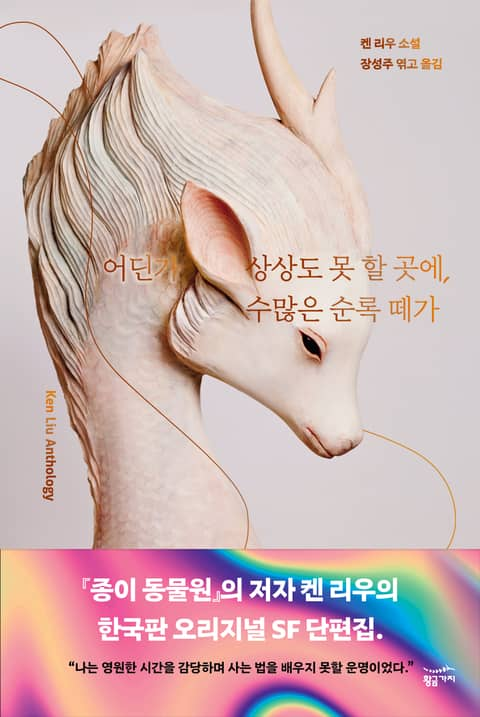 켄 리우 소설
장성주 엮고 옮김
어딘가 상상도 못 할 곳에,
수많은 순록 떼가
Ken Liu Anthology
『종이 동물원』의 저자 켄 리우의
한국판 오리지널 SF 단편집.
“나는 영원한 시간을 감당하며 사는 법을 배우지 못할 운명이었다.”
황금가지